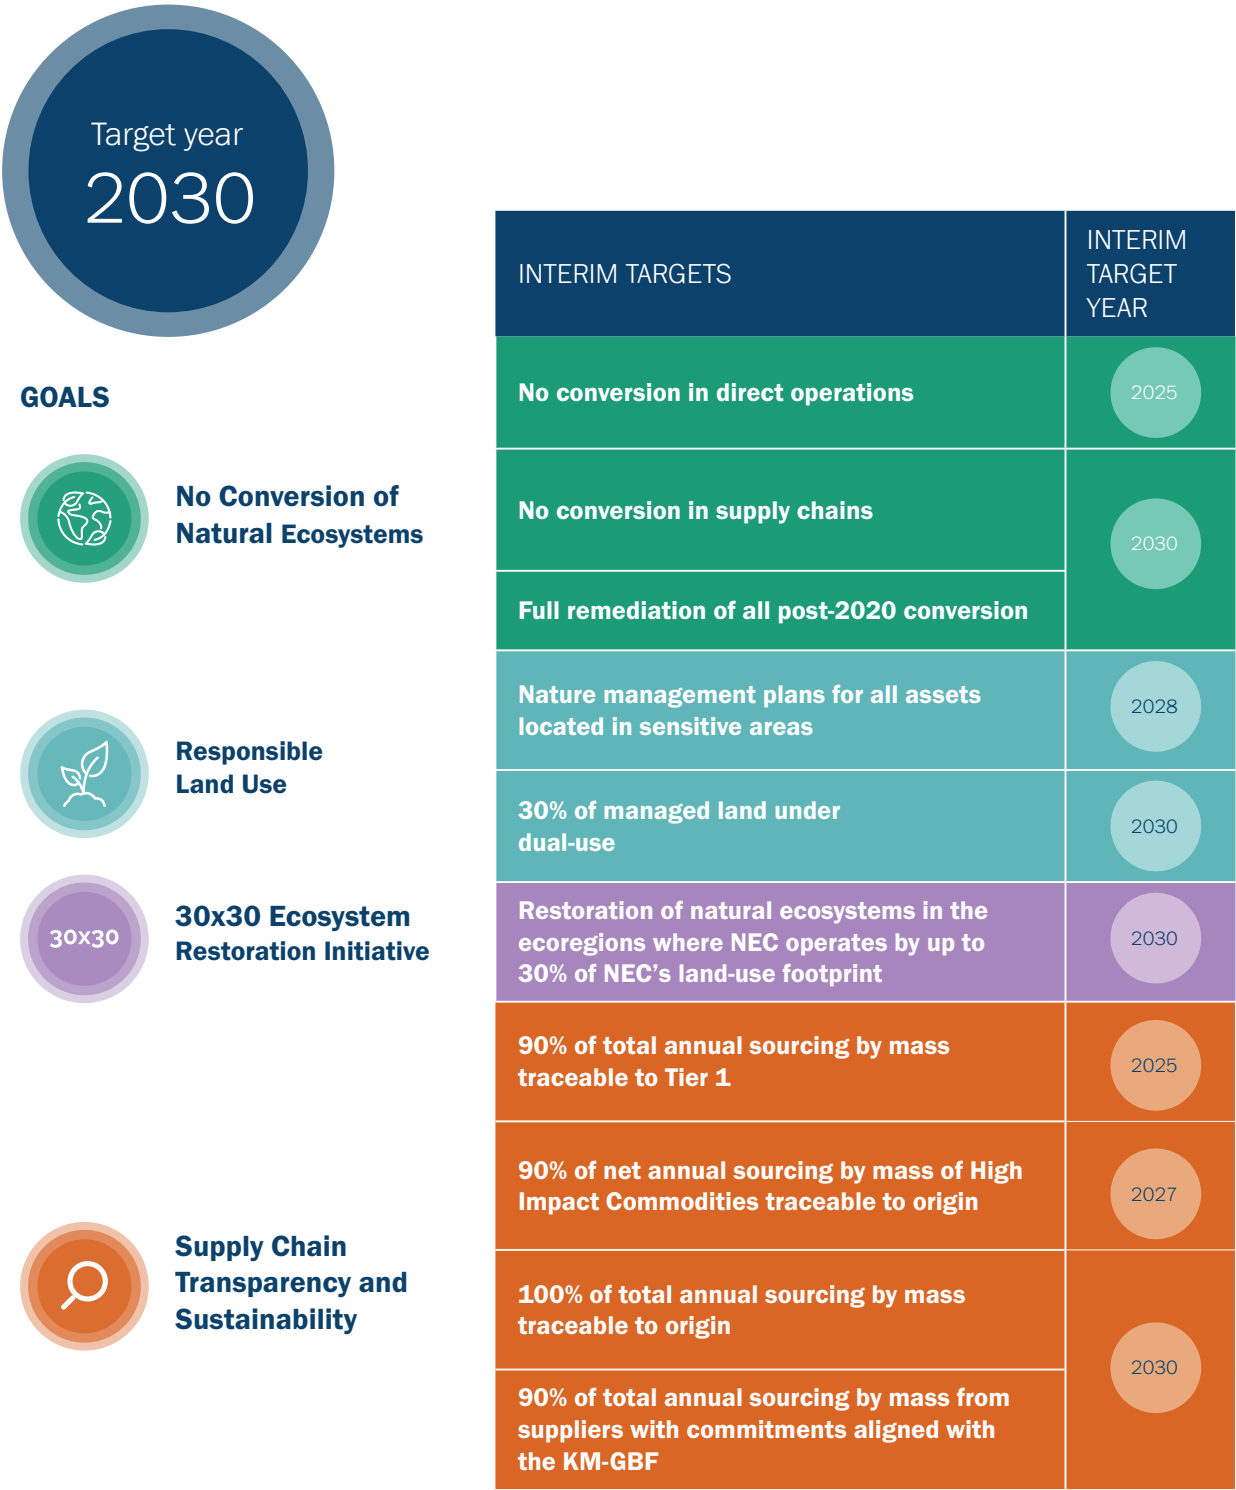 Target year
2030
INTERIM TARGETS
INTERIM
TARGET
YEAR
GOALS
No Conversion of
Natural Ecosystems
No conversion in direct operations
2025
No conversion in supply chains
2030
Full remediation of all post-2020 conversion
Responsible
Land Use
Nature management plans for all assets
located in sensitive areas
2028
30% of managed land under
dual-use
2030
30x30
30x30 Ecosystem
Restoration Initiative
Restoration of natural ecosystems in the
ecoregions where NEC operates by up to
30% of NEC’s land-use footprint
2030
Supply Chain
Transparency and
Sustainability
90% of total annual sourcing by mass
traceable to Tier 1
2025
90% of net annual sourcing by mass of High
Impact Commodities traceable to origin
2027
100% of total annual sourcing by mass
traceable to origin
2030
90% of total annual sourcing by mass from
suppliers with commitments aligned with
the KM-GBF